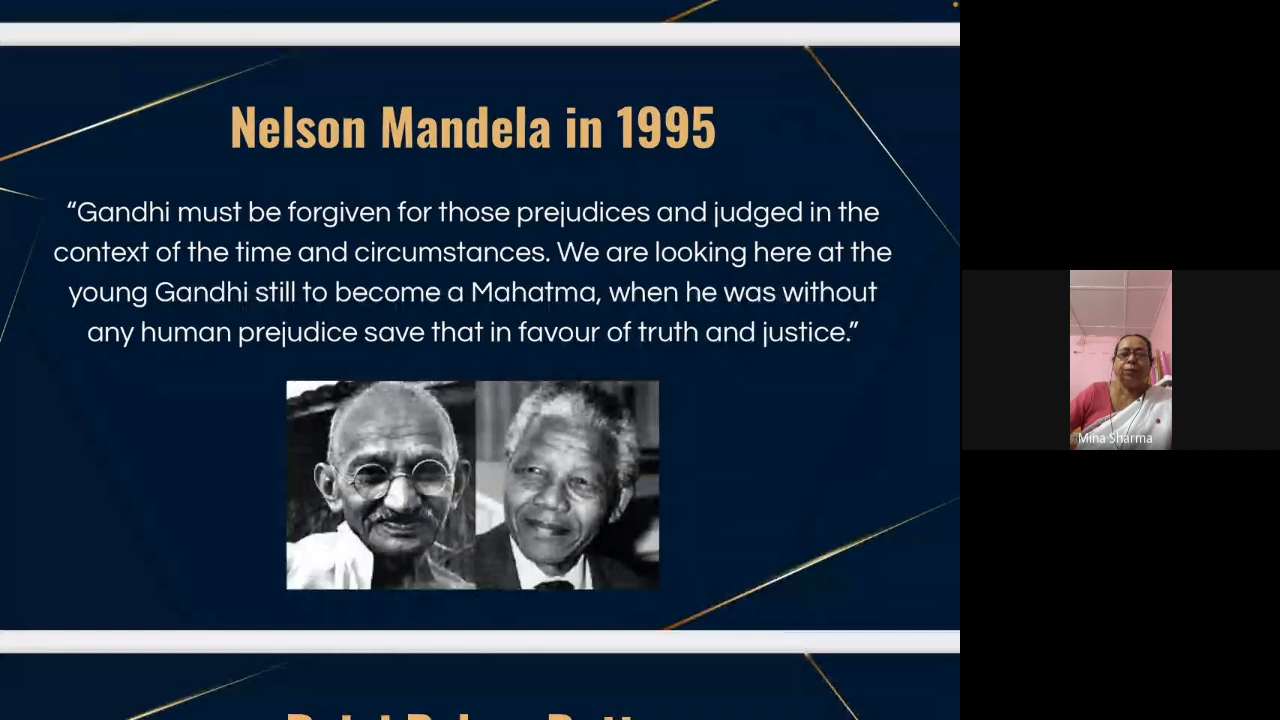 Nelson Mandela in 1995
“Gandhi must be forgiven for those prejudices and judged in the
context of the time and circumstances. We are looking here at the
young Gandhi still to become a Mahatma, when he was without
any human prejudice save that in favour of truth and justice.”
Mina Sharma